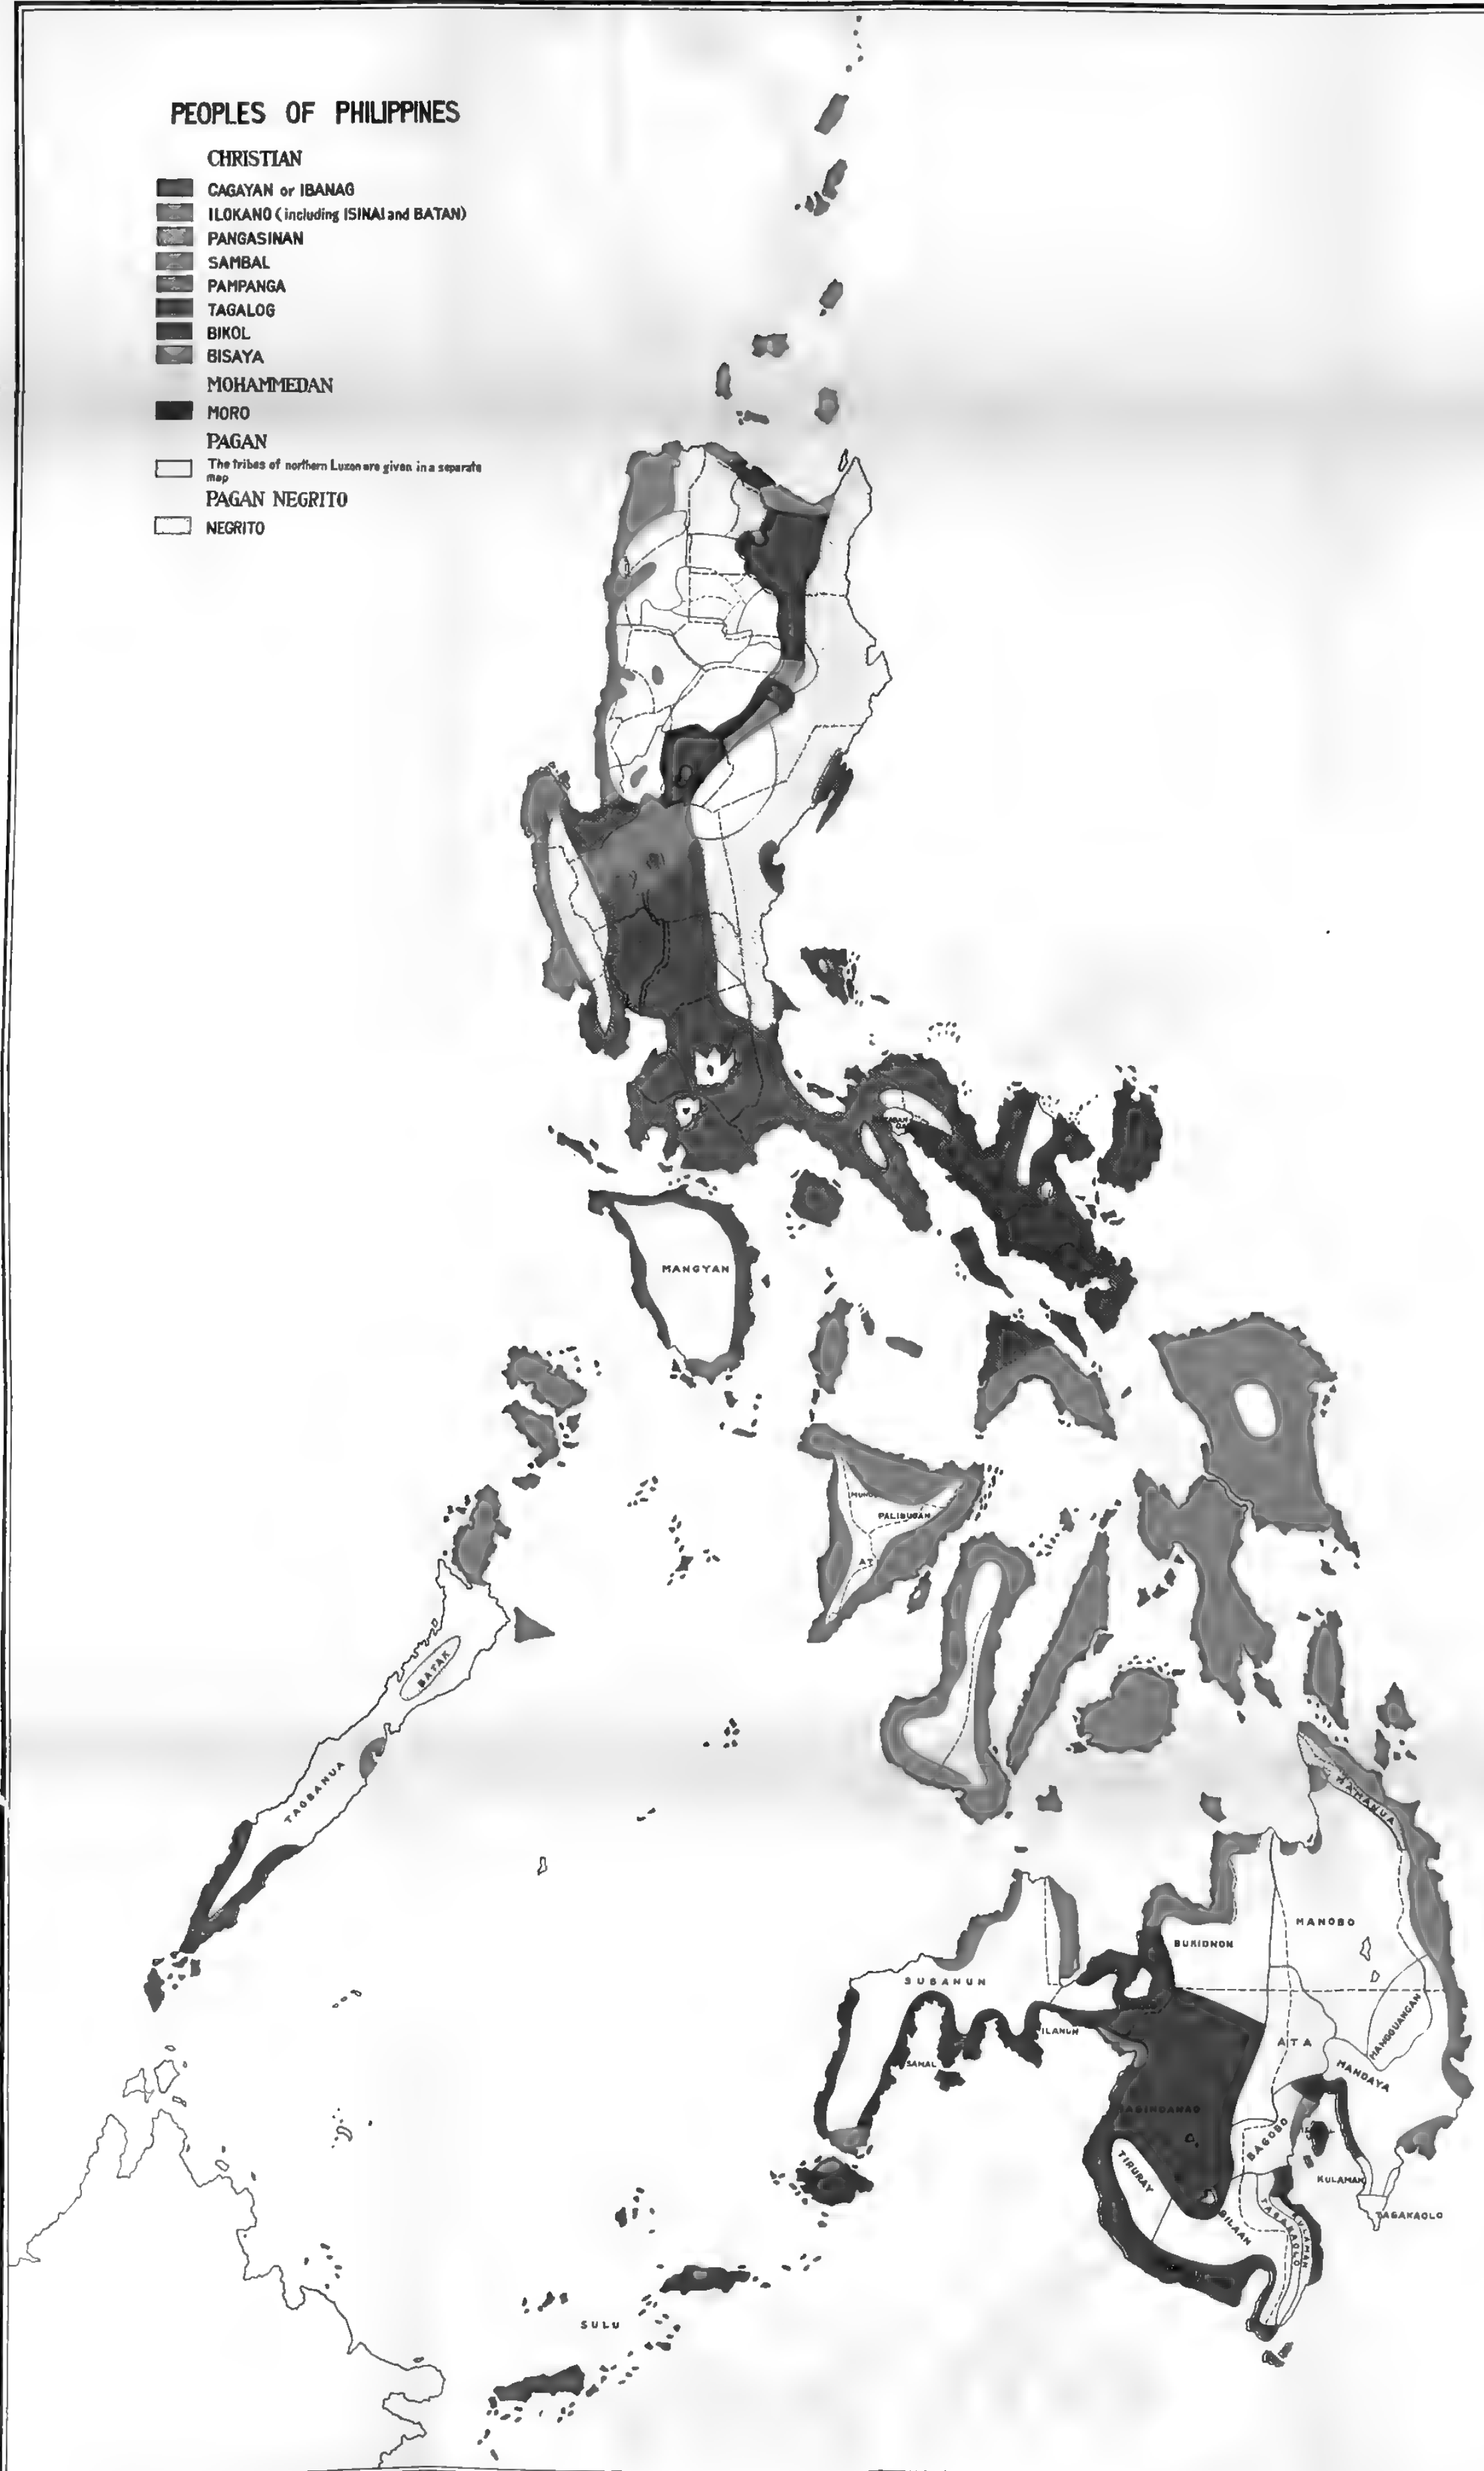 PEOPLES OF PHILIPPINES
CHRISTIAN
CAGAYAN or IBANAG
ILOKANO (including ISINAI and BATAN)
PANGASINAN
SAMBAL
PAMPANGA
TAGALOG
BIKOL
BISAYA
MOHAMMEDAN
MORO
PAGAN
The tribes of northern Luzon are given in a separate
map
PAGAN NEGRITO
NEGRITO
MANGYAN
PALIBUGAN
BATAK
TAGBANUA
MAMANUA
MANOBO
BUKIDNON
SUBANUN
MANGGUANGAN
ILANUN
ATA
SAMAL
MANDAYA
BAGOBO
TIRURAY
KULAMAN
TAGAKAOLO
BILAAN
TAGAKAOLO
KULAMAN
SULU